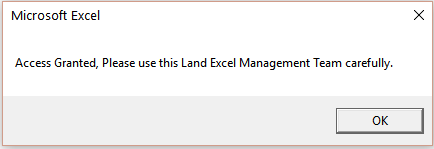 Microsoft Excel
Access Granted, Please use this Land Excel Management Team carefully.
OK